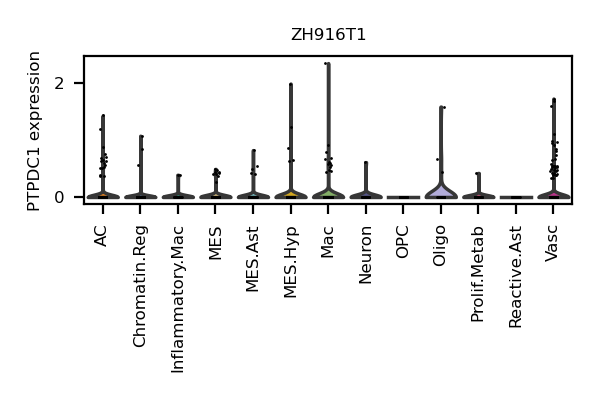 ZH916T1
PTPDC1 expression
2
0
AC
Chromatin.Reg
Inflammatory.Mac
MES
MES.Ast
MES.Hyp
Mac
Neuron
OPC
Oligo
Prolif.Metab
Reactive.Ast
Vasc